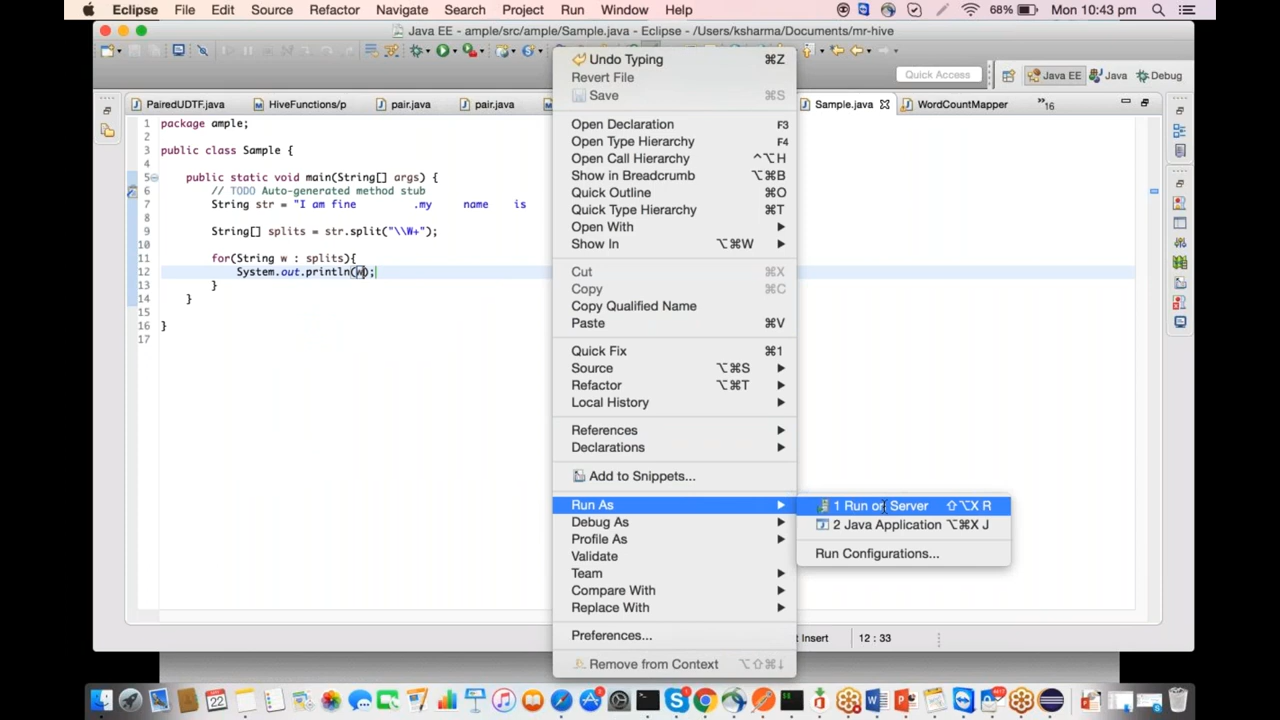 Eclipse File Edit Source Refactor Navigate Search Project Run Window Help 68% Mon 10:43 pm
Java EE - ample/src/ample/Sample.java - Eclipse - /Users/ksharma/Documents/mr-hive
Quick Access Java EE Java Debug
PairedUDTF.java HiveFunctions/p pair.java pair.java Sample.java WordCountMapper »16
1 package ample;
2
3 public class Sample {
4
5 public static void main(String[] args) {
6 // TODO Auto-generated method stub
7 String str = "I am fine .my name is
8
9 String[] splits = str.split("\\W+");
10
11 for(String w : splits){
12 System.out.println(w);
13 }
14 }
15
16 }
17
Undo Typing ⌘Z
Revert File
Save ⌘S
Open Declaration F3
Open Type Hierarchy F4
Open Call Hierarchy ^⌥H
Show in Breadcrumb ⌥⌘B
Quick Outline ⌘O
Quick Type Hierarchy ⌘T
Open With
Show In ⌥⌘W
Cut ⌘X
Copy ⌘C
Copy Qualified Name
Paste ⌘V
Quick Fix ⌘1
Source ⌥⌘S
Refactor ⌥⌘T
Local History
References
Declarations
Add to Snippets...
Run As
Debug As
Profile As
Validate
Team
Compare With
Replace With
Preferences...
Remove from Context ⌥⇧⌘↓
1 Run on Server ⇧⌥X R
2 Java Application ⌥⌘X J
Run Configurations...
Insert 12 : 33
22